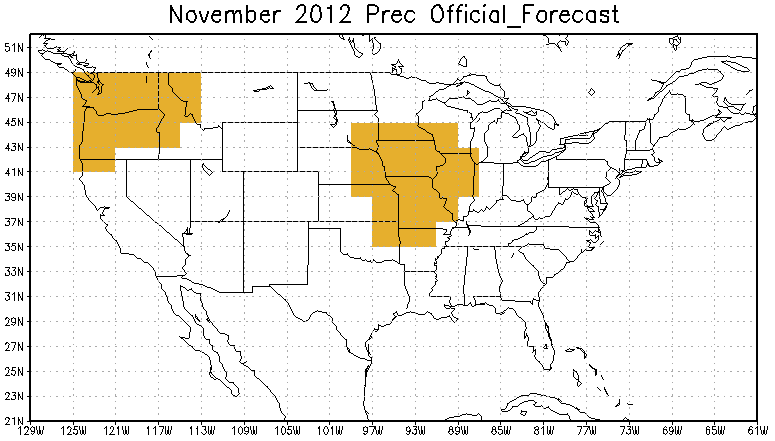 November 2012 Prec Official_Forecast
51N
49N
47N
45N
43N
41N
39N
37N
35N
33N
31N
29N
27N
25N
23N
21N
129W 125W 121W 117W 113W 109W 105W 101W 97W 93W 89W 85W 81W 77W 73W 69W 65W 61W